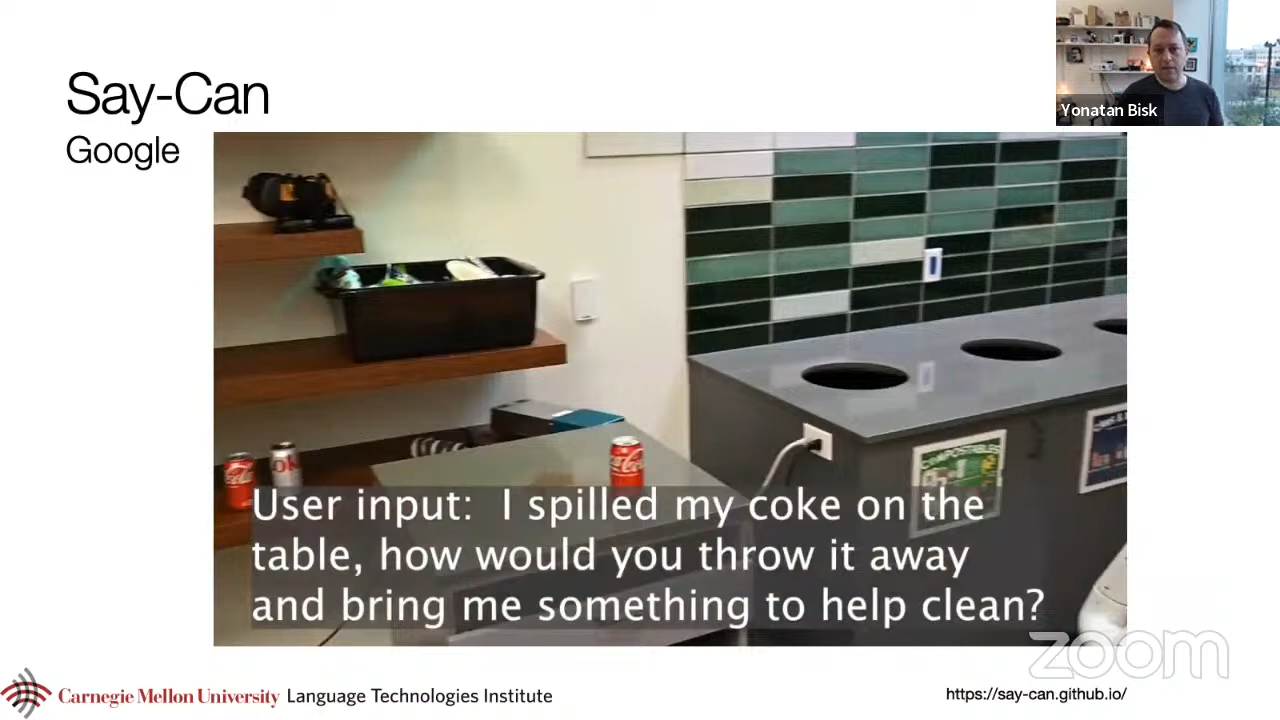 Say-Can
Google
Yonatan Bisk
COMPOSTABLES
User input: I spilled my coke on the
table, how would you throw it away
and bring me something to help clean?
zoom
Carnegie Mellon University Language Technologies Institute
https://say-can.github.io/